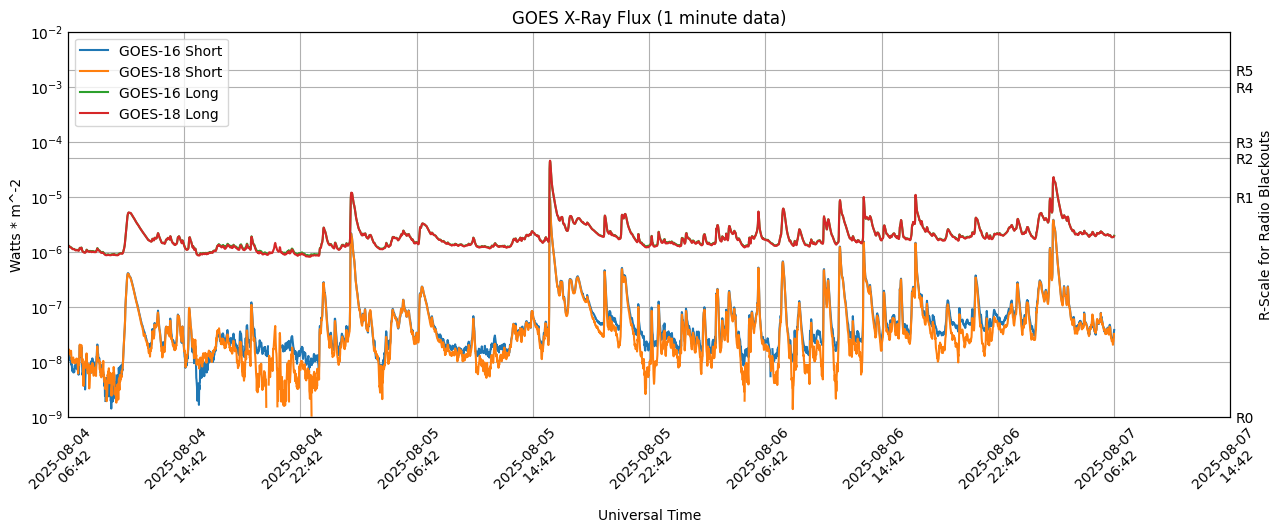 GOES X-Ray Flux (1 minute data)
GOES-16 Short
GOES-18 Short
GOES-16 Long
GOES-18 Long
Watts * m^-2
10^-2
10^-3
10^-4
10^-5
10^-6
10^-7
10^-8
10^-9
R5
R4
R3
R2
R1
R0
R-Scale for Radio Blackouts
2025-08-04
06:42
2025-08-04
14:42
2025-08-04
22:42
2025-08-05
06:42
2025-08-05
14:42
2025-08-05
22:42
2025-08-06
06:42
2025-08-06
14:42
2025-08-06
22:42
2025-08-07
06:42
2025-08-07
14:42
Universal Time